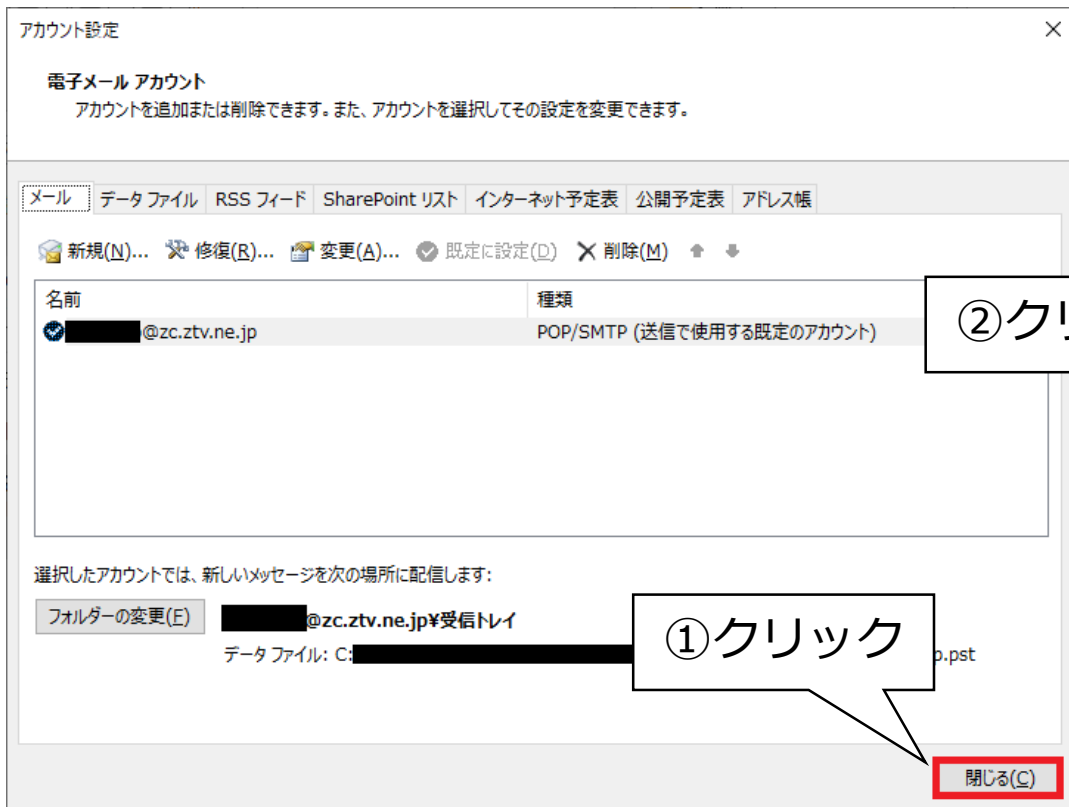 アカウント設定
電子メール アカウント
アカウントを追加または削除できます。また、アカウントを選択してその設定を変更できます。
メール データ ファイル RSS フィード SharePoint リスト インターネット予定表 公開予定表 アドレス帳
新規(N)... 修復(R)... 変更(A)... 既定に設定(D) 削除(M)
名前 種類
@zc.ztv.ne.jp POP/SMTP (送信で使用する既定のアカウント)
②クリ
選択したアカウントでは、新しいメッセージを次の場所に配信します:
フォルダーの変更(F) @zc.ztv.ne.jp¥受信トレイ
データ ファイル: C: p.pst
①クリック
閉じる(C)